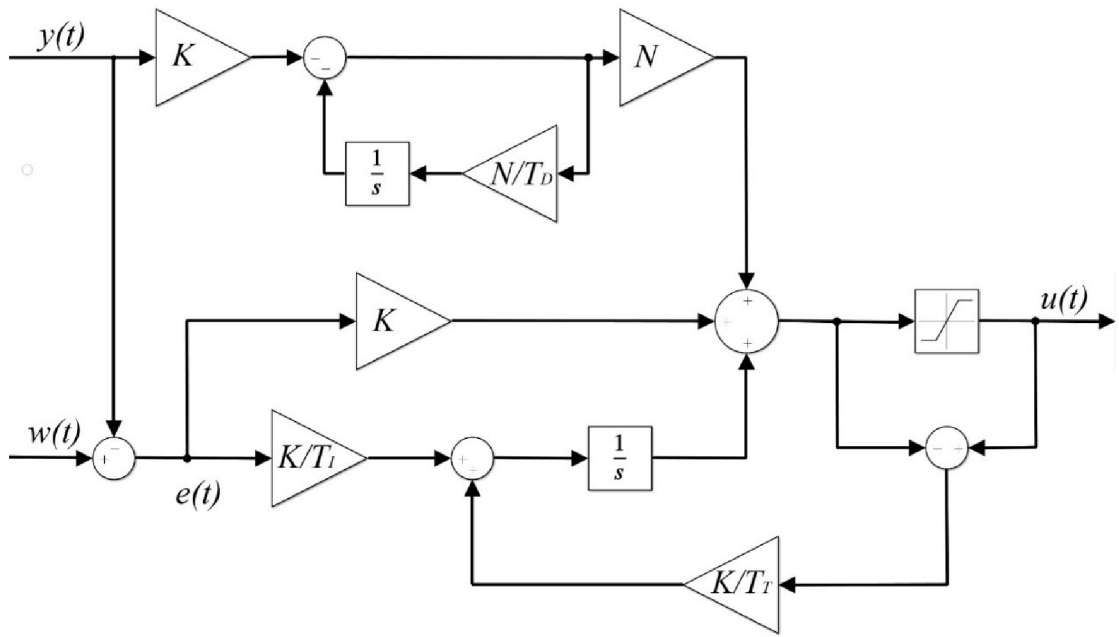 y(t)
K
− −
N
1
s
N/T_D
K
+
+
+
u(t)
w(t)
−
+
e(t)
K/T_I
+
+
1
s
− +
K/T_T